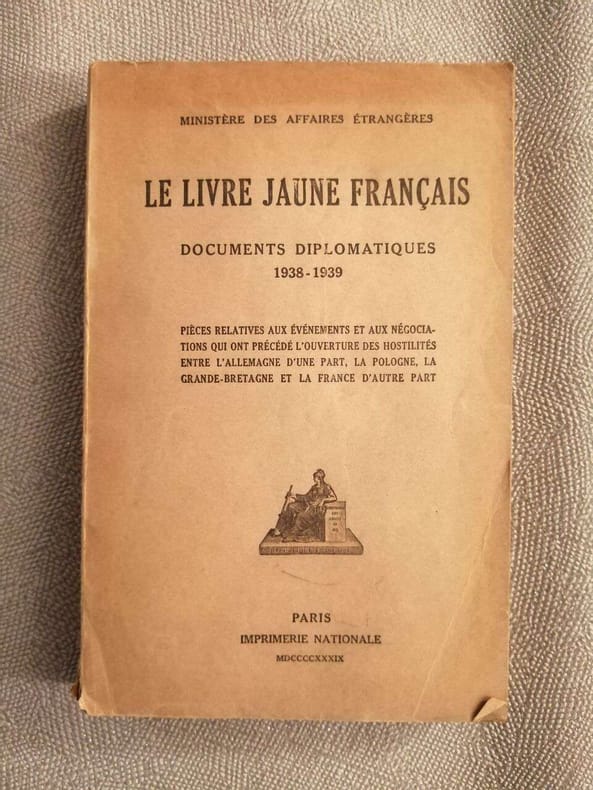 MINISTÈRE DES AFFAIRES ÉTRANGÈRES
LE LIVRE JAUNE FRANÇAIS
DOCUMENTS DIPLOMATIQUES
1938-1939
PIÈCES RELATIVES AUX ÉVÉNEMENTS ET AUX NÉGOCIA-
TIONS QUI ONT PRÉCÉDÉ L'OUVERTURE DES HOSTILITÉS
ENTRE L'ALLEMAGNE D'UNE PART, LA POLOGNE, LA
GRANDE-BRETAGNE ET LA FRANCE D'AUTRE PART
PARIS
IMPRIMERIE NATIONALE
MDCCCCXXXIX